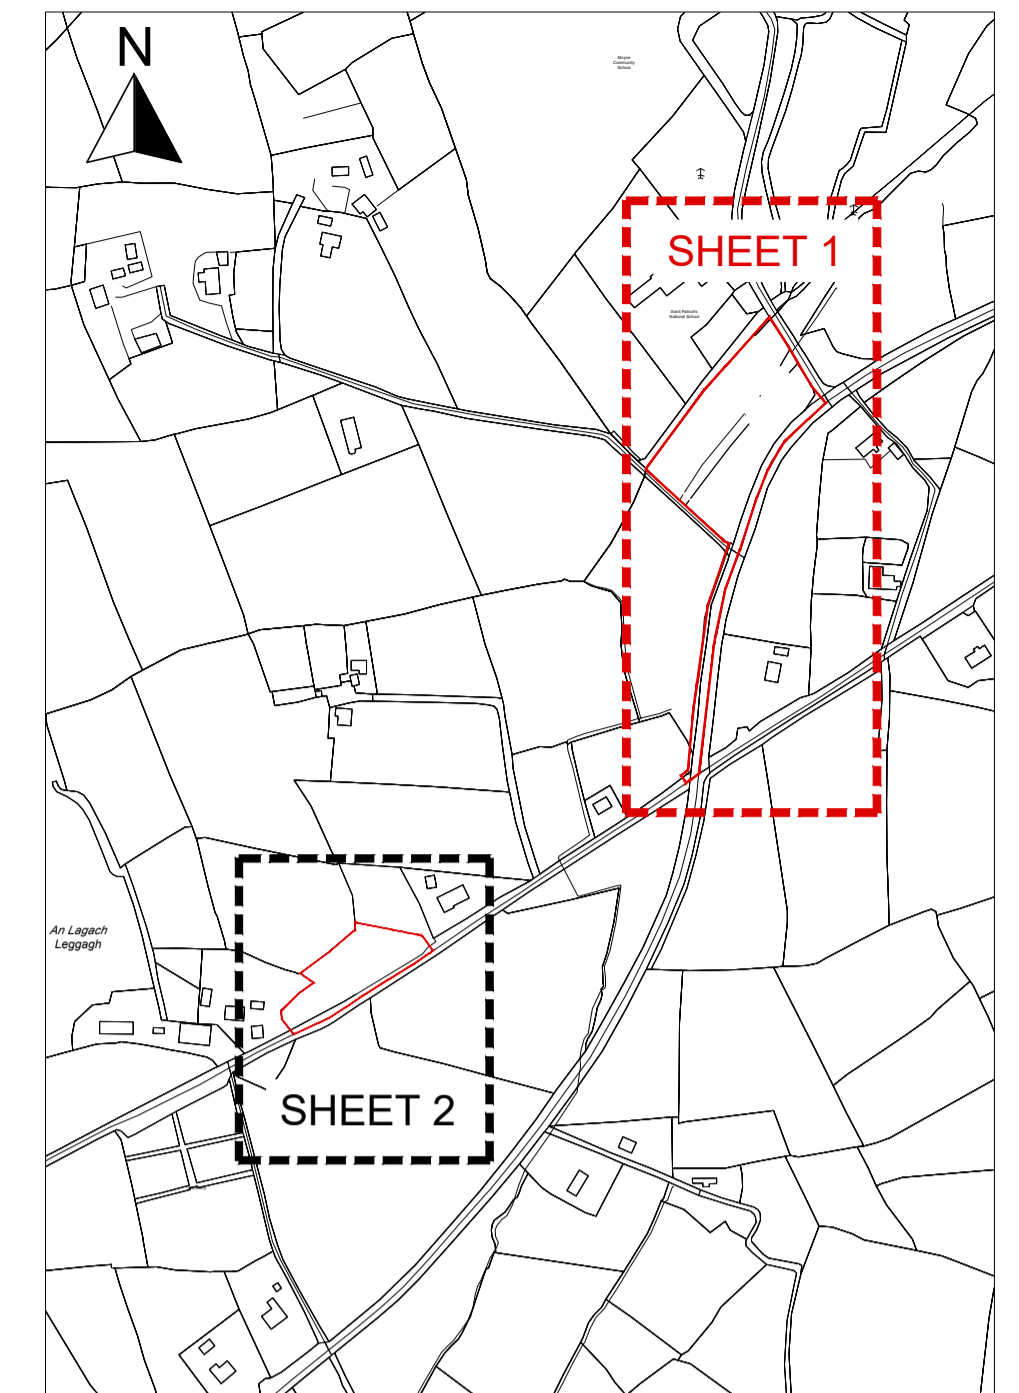 N
Moyne
Community
School
SHEET 1
Saint Patrick's
National School
An Lagach
Leggagh
SHEET 2